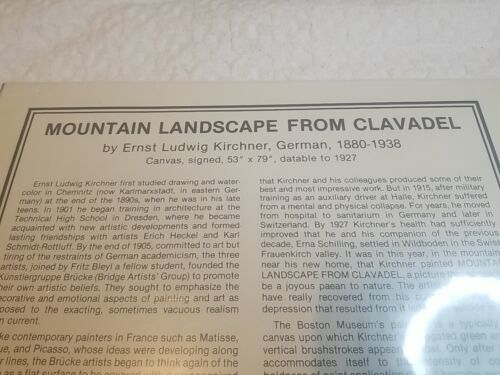 MOUNTAIN LANDSCAPE FROM CLAVADEL
by Ernst Ludwig Kirchner, German, 1880-1938
Canvas, signed, 53" x 79", datable to 1927
Ernst Ludwig Kirchner first studied drawing and water-
color in Chemnitz (now Karlmarxstadt, in eastern Ger-
many) at the end of the 1890s, when he was in his late
teens. In 1901 he began training in architecture at the
Technical High School in Dresden, where he became
acquainted with new artistic developments and formed
lasting friendships with artists Erich Heckel and Karl
Schmidt-Rottluff. By the end of 1905, committed to art but
tiring of the restraints of German academicism, the three
artists, joined by Fritz Bleyl a fellow student, founded the
Künstlergruppe Brücke (Bridge Artists' Group) to promote
their own artistic beliefs. They sought to emphasize the
decorative and emotional aspects of painting and art as
opposed to the exacting, sometimes vacuous realism
current.
like contemporary painters in France such as Matisse,
and Picasso, whose ideas were developing along
lines, the Brücke artists began to think again of the
as a flat surface to be
that Kirchner and his colleagues produced some of their
best and most impressive work. But in 1915, after military
training as an auxiliary driver at Halle, Kirchner suffered
from a mental and physical collapse. For years, he moved
from hospital to sanitarium in Germany and later in
Switzerland. By 1927 Kirchner's health had sufficiently
improved that he and his companion of the previous
decade, Erna Schilling, settled in Wildboden in the Swiss
Frauenkirch valley. It was in this year, in the mountain
near his new home, that Kirchner painted
LANDSCAPE FROM CLAVADEL, a picture
be a joyous paean to nature. The artist
have really recovered from his
depression that resulted from it
The Boston Museum's is a typical
canvas upon which Kirchner green
vertical brushstrokes Only after
accommodates itself to the of